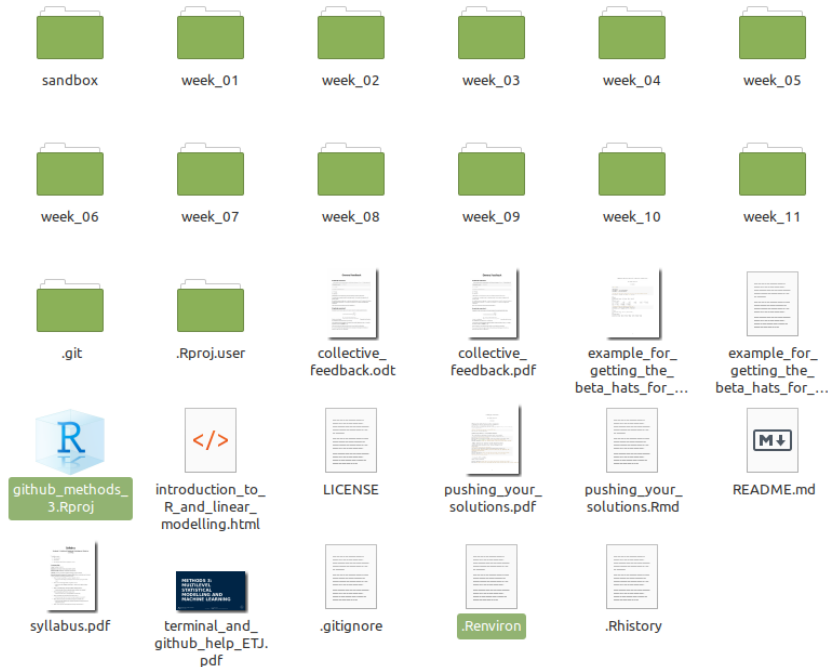 sandbox
week_01
week_02
week_03
week_04
week_05
week_06
week_07
week_08
week_09
week_10
week_11
.git
.Rproj.user
collective_
feedback.odt
collective_
feedback.pdf
example_for_
getting_the_
beta_hats_for_...
example_for_
getting_the_
beta_hats_for_...
R
github_methods_
3.Rproj
</>
introduction_to_
R_and_linear_
modelling.html
LICENSE
pushing_your_
solutions.pdf
pushing_your_
solutions.Rmd
M↓
README.md
syllabus.pdf
METHODS 3:
MULTILEVEL
STATISTICAL
MODELLING AND
MACHINE LEARNING
terminal_and_
github_help_ETJ.
pdf
.gitignore
.Renviron
.Rhistory